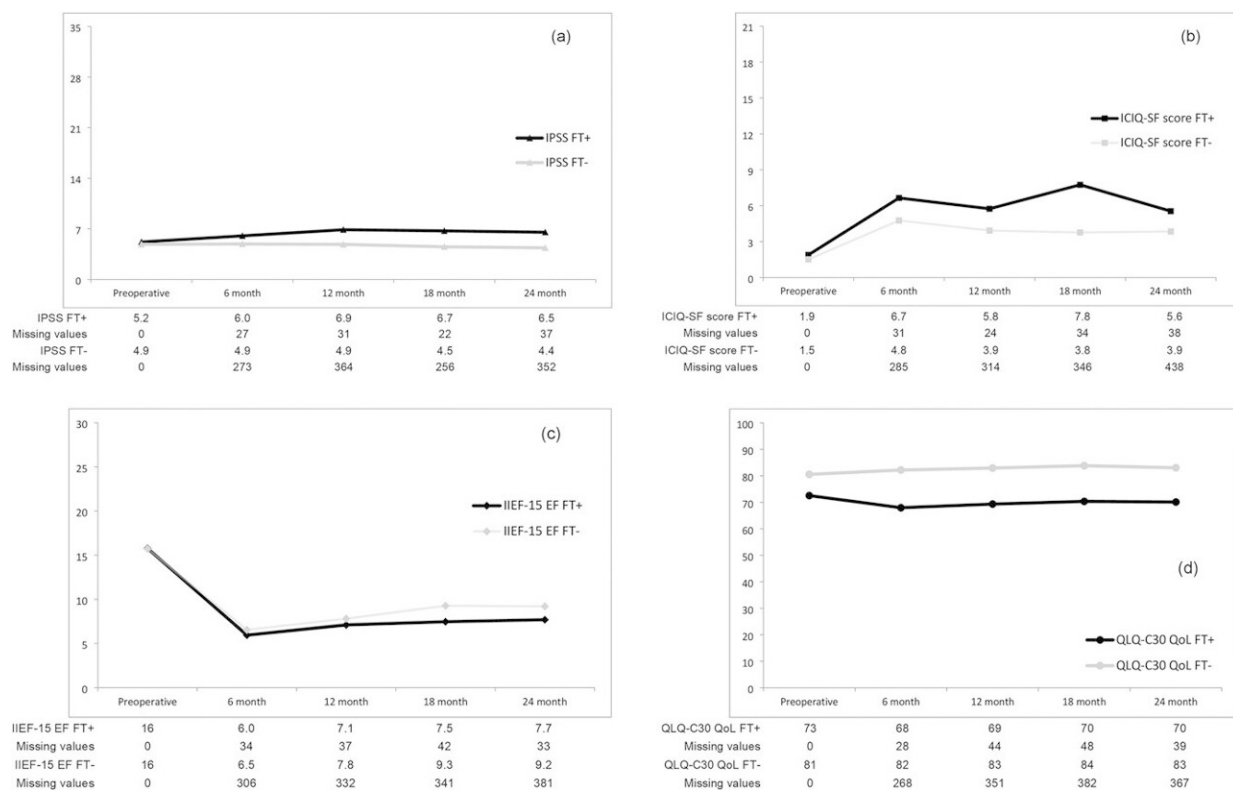 (a)
35
28
21
14
7
0
IPSS FT+
IPSS FT-
Preoperative 6 month 12 month 18 month 24 month
IPSS FT+ 5.2 6.0 6.9 6.7 6.5
Missing values 0 27 31 22 37
IPSS FT- 4.9 4.9 4.9 4.5 4.4
Missing values 0 273 364 256 352
(b)
21
18
15
12
9
6
3
0
ICIQ-SF score FT+
ICIQ-SF score FT-
Preoperative 6 month 12 month 18 month 24 month
ICIQ-SF score FT+ 1.9 6.7 5.8 7.8 5.6
Missing values 0 31 24 34 38
ICIQ-SF score FT- 1.5 4.8 3.9 3.8 3.9
Missing values 0 285 314 346 438
(c)
30
25
20
15
10
5
0
IIEF-15 EF FT+
IIEF-15 EF FT-
Preoperative 6 month 12 month 18 month 24 month
IIEF-15 EF FT+ 16 6.0 7.1 7.5 7.7
Missing values 0 34 37 42 33
IIEF-15 EF FT- 16 6.5 7.8 9.3 9.2
Missing values 0 306 332 341 381
100
90
80
70
60
50
40
30
20
10
0
(d)
QLQ-C30 QoL FT+
QLQ-C30 QoL FT-
Preoperative 6 month 12 month 18 month 24 month
QLQ-C30 QoL FT+ 73 68 69 70 70
Missing values 0 28 44 48 39
QLQ-C30 QoL FT- 81 82 83 84 83
Missing values 0 268 351 382 367